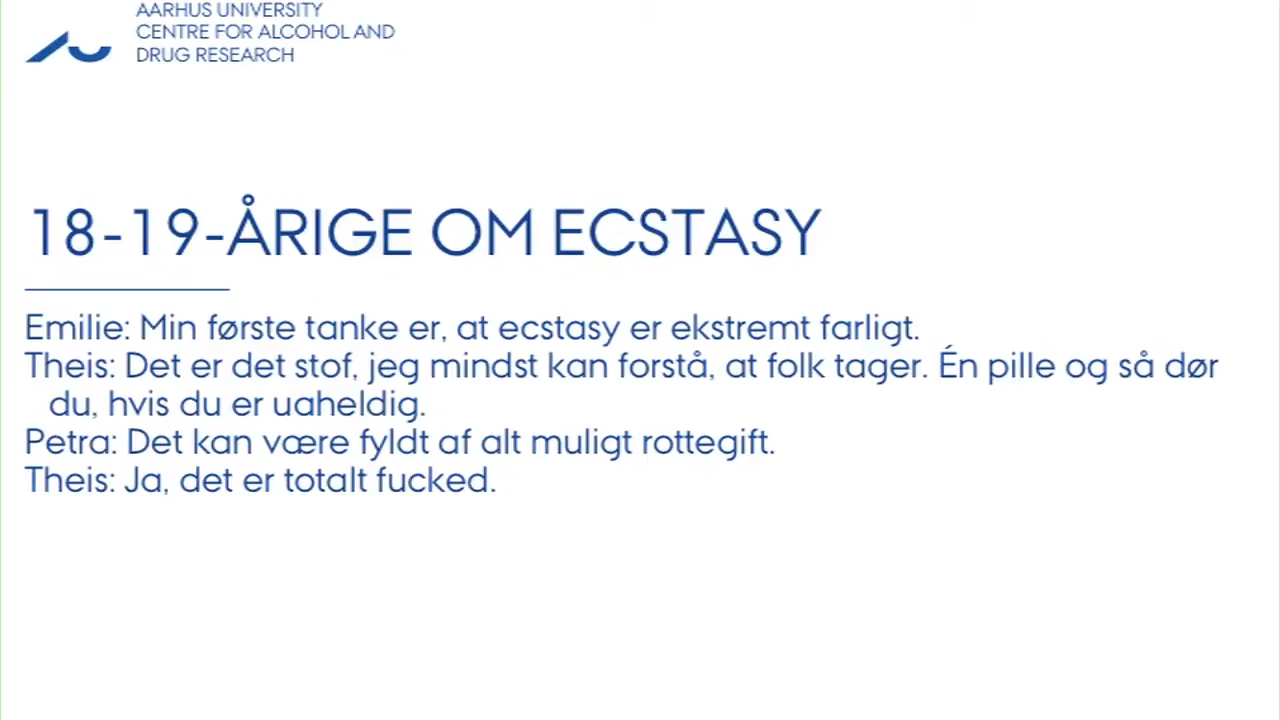 AARHUS UNIVERSITY
CENTRE FOR ALCOHOL AND
DRUG RESEARCH
18-19-ÅRIGE OM ECSTASY
Emilie: Min første tanke er, at ecstasy er ekstremt farligt.
Theis: Det er det stof, jeg mindst kan forstå, at folk tager. Én pille og så dør
du, hvis du er uaheldig.
Petra: Det kan være fyldt af alt muligt rottegift.
Theis: Ja, det er totalt fucked.